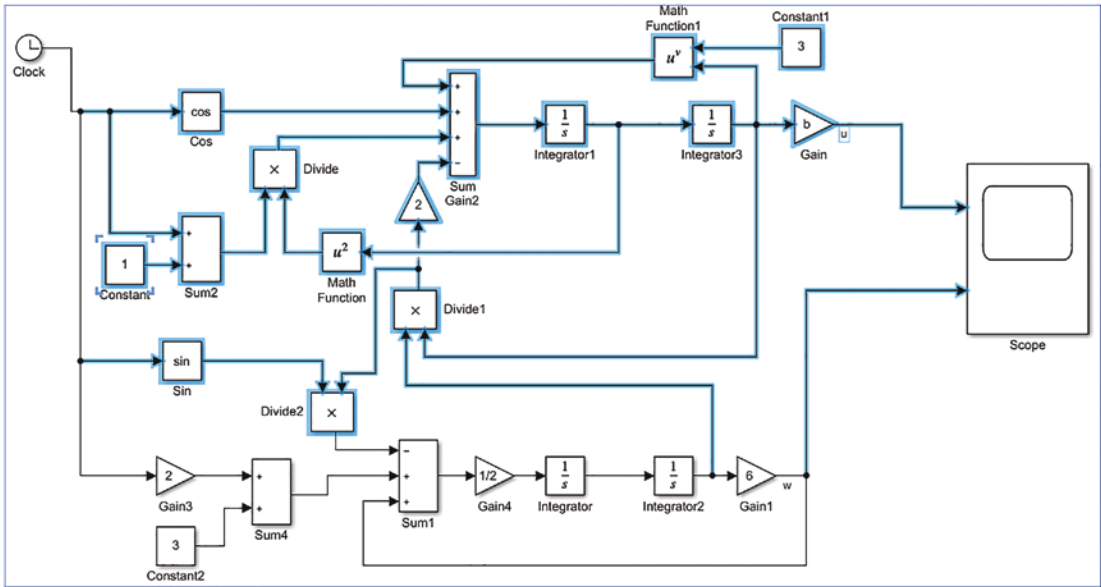 Math
Function1
Constant1
u^v
3
Clock
cos
Cos
+
+
+
−
1
s
Integrator1
1
s
Integrator3
b
Gain
u
×
Divide
Sum
Gain2
2
+
+
Sum2
1
Constant
u²
Math
Function
×
Divide1
Scope
sin
Sin
×
Divide2
2
Gain3
+
+
Sum4
3
Constant2
−
+
+
Sum1
1/2
Gain4
1
s
Integrator
1
s
Integrator2
6
Gain1
w